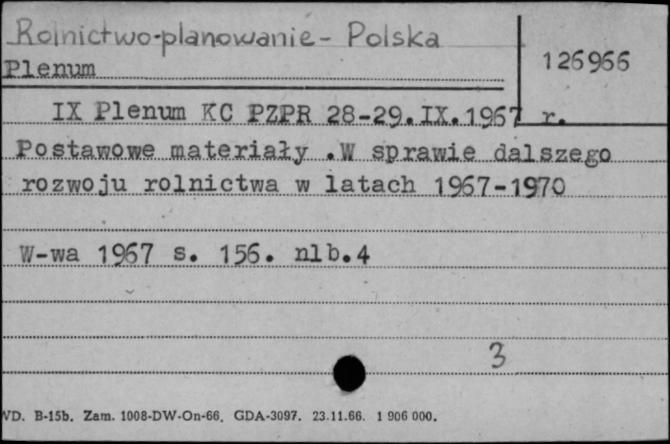 Rolnictwo-planowanie - Polska
126966
Plenum
IX Plenum KC PZPR 28-29.IX.1967 r.
Postawowe materiały .W sprawie dalszego
rozwoju rolnictwa w latach 1967-1970
W-wa 1967 s. 156. nlb.4
3
WD. B-15b. Zam. 1008-DW-On-66. GDA-3097. 23.11.66. 1 906 000.